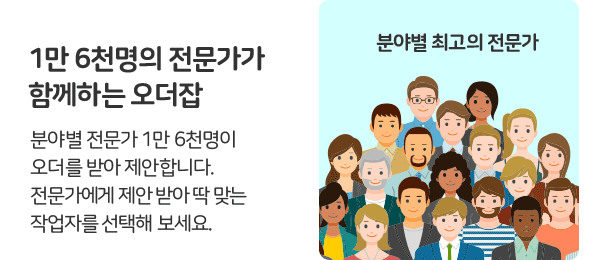 1만 6천명의 전문가가
함께하는 오더잡
분야별 전문가 1만 6천명이
오더를 받아 제안합니다.
전문가에게 제안 받아 딱 맞는
작업자를 선택해 보세요.
분야별 최고의 전문가